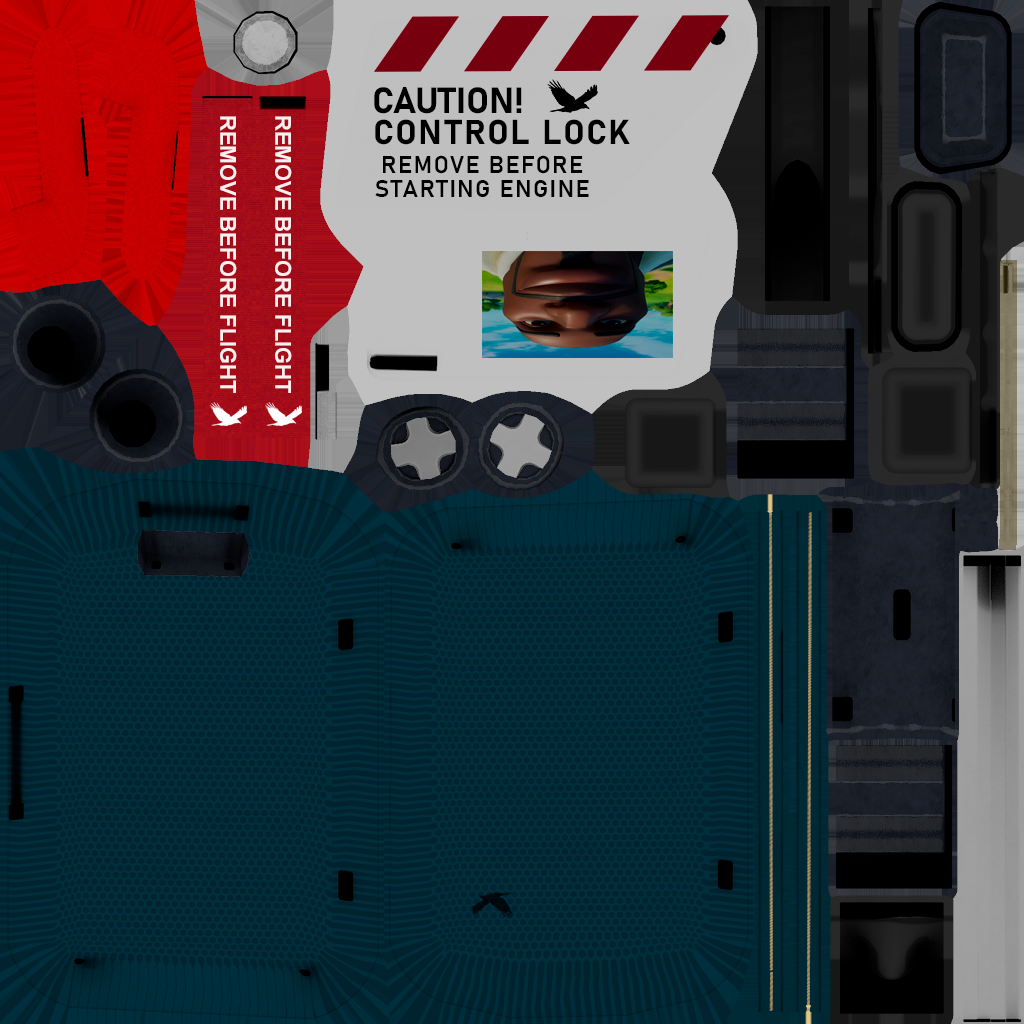 CAUTION!
CONTROL LOCK
REMOVE BEFORE
STARTING ENGINE
REMOVE BEFORE FLIGHT
REMOVE BEFORE FLIGHT